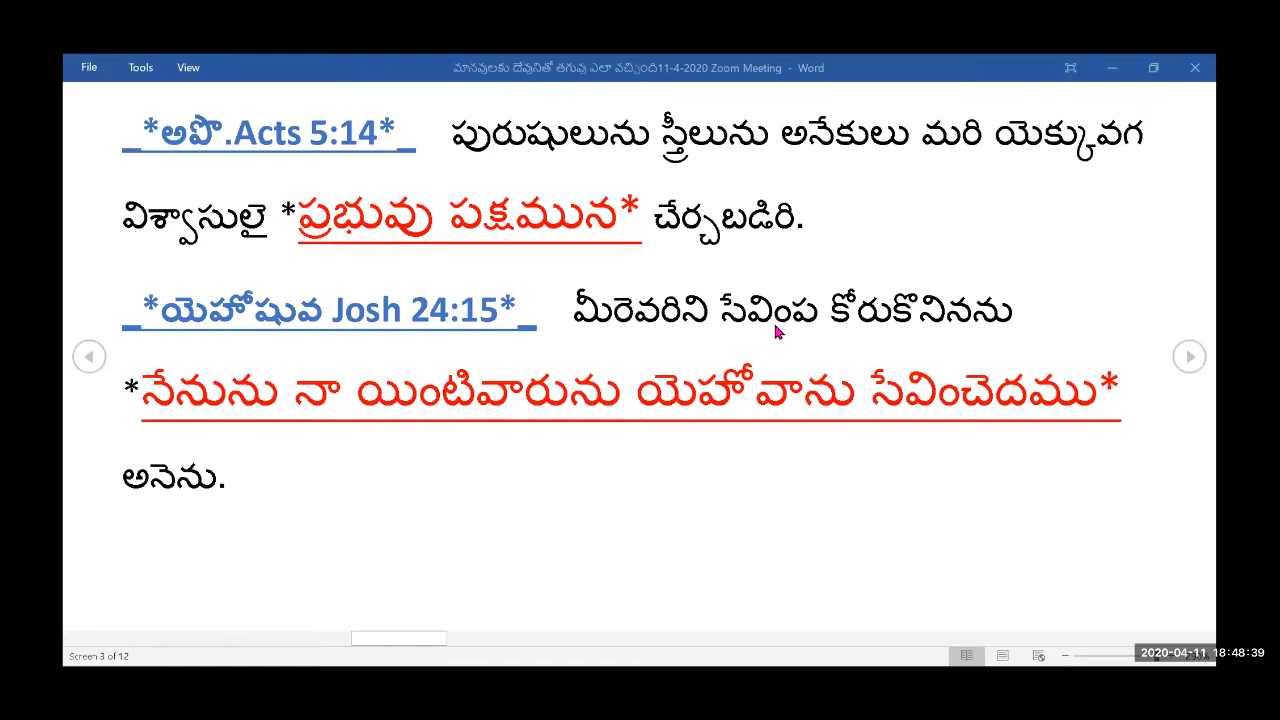 File Tools View మానవులకు దేవునితో తగువు ఎలా వచ్చింది11-4-2020 Zoom Meeting - Word
_*అపొ.Acts 5:14*_ పురుషులును స్త్రీలును అనేకులు మరి యెక్కువగ
విశ్వాసులై *ప్రభువు పక్షమున* చేర్చబడిరి.
_*యెహోషువ Josh 24:15*_ మీరెవరిని సేవింప కోరుకొనినను
*నేనును నా యింటివారును యెహోవాను సేవించెదము*
అనెను.
Screen 3 of 12
2020-04-11 18:48:39